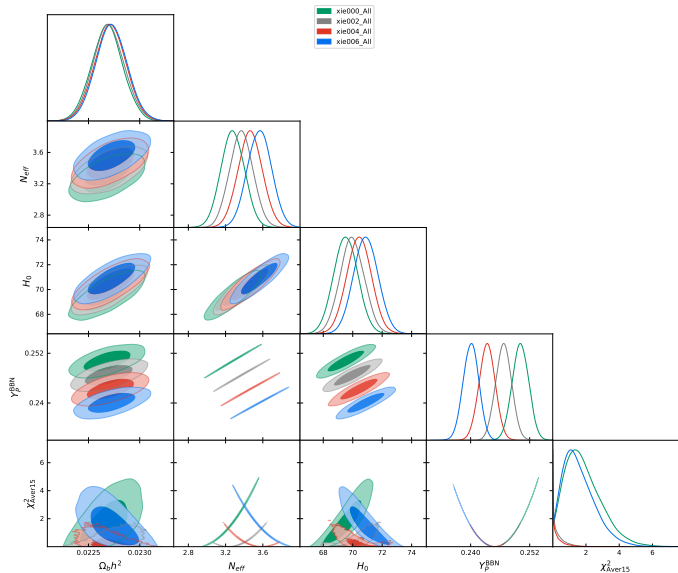 xie000_All
xie002_All
xie004_All
xie006_All
3.6
3.2
2.8
N_eff
74
72
70
68
H_0
0.252
0.24
Y_P^BBN
6
4
2
χ²_Aver15
0.0225 0.0230
2.8 3.2 3.6
68 70 72 74
0.240 0.252
2 4 6
Ω_b h² N_eff H_0 Y_P^BBN χ²_Aver15